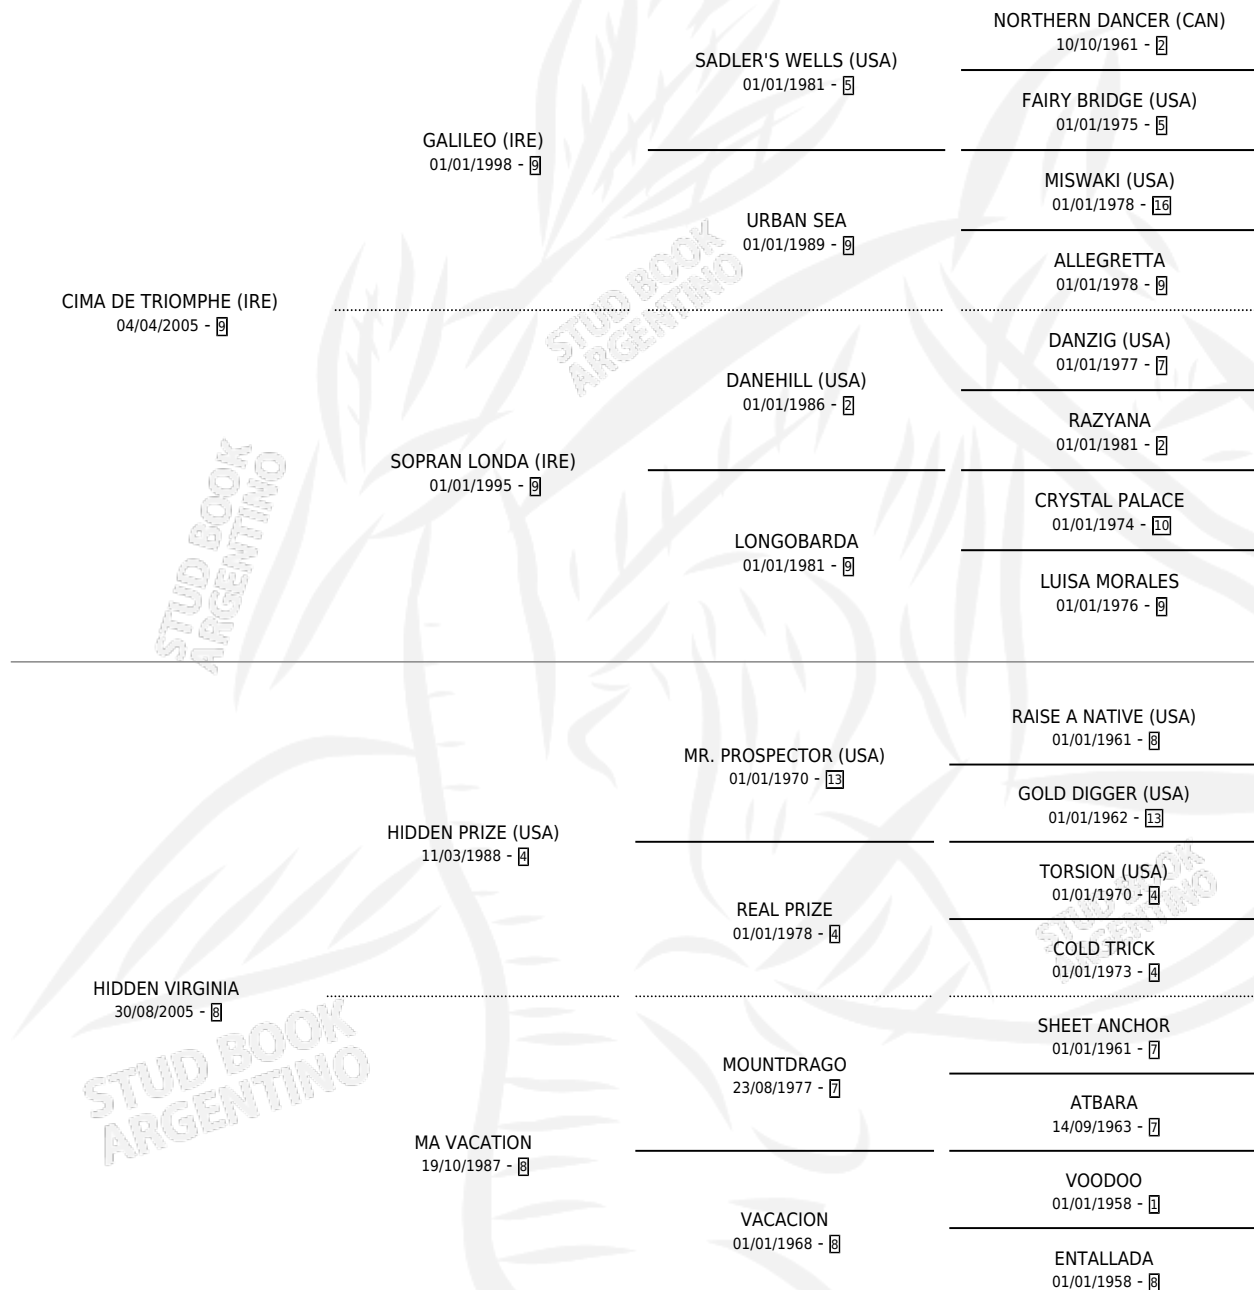 NORTHERN DANCER (CAN)
10/10/1961 - 2
SADLER'S WELLS (USA)
01/01/1981 - 5
FAIRY BRIDGE (USA)
01/01/1975 - 5
GALILEO (IRE)
01/01/1998 - 9
MISWAKI (USA)
01/01/1978 - 16
URBAN SEA
01/01/1989 - 9
ALLEGRETTA
01/01/1978 - 9
CIMA DE TRIOMPHE (IRE)
04/04/2005 - 9
DANZIG (USA)
01/01/1977 - 7
DANEHILL (USA)
01/01/1986 - 2
RAZYANA
01/01/1981 - 2
SOPRAN LONDA (IRE)
01/01/1995 - 9
CRYSTAL PALACE
01/01/1974 - 10
LONGOBARDA
01/01/1981 - 9
LUISA MORALES
01/01/1976 - 9
RAISE A NATIVE (USA)
01/01/1961 - 8
MR. PROSPECTOR (USA)
01/01/1970 - 13
GOLD DIGGER (USA)
01/01/1962 - 13
HIDDEN PRIZE (USA)
11/03/1988 - 4
TORSION (USA)
01/01/1970 - 4
REAL PRIZE
01/01/1978 - 4
COLD TRICK
01/01/1973 - 4
HIDDEN VIRGINIA
30/08/2005 - 8
SHEET ANCHOR
01/01/1961 - 7
MOUNTDRAGO
23/08/1977 - 7
ATBARA
14/09/1963 - 7
MA VACATION
19/10/1987 - 8
VOODOO
01/01/1958 - 1
VACACION
01/01/1968 - 8
ENTALLADA
01/01/1958 - 8
STUD BOOK
ARGENTINO
STUD BOOK
ARGENTINO
STUD BOOK
ARGENTINO
STUD BOOK
ARGENTINO